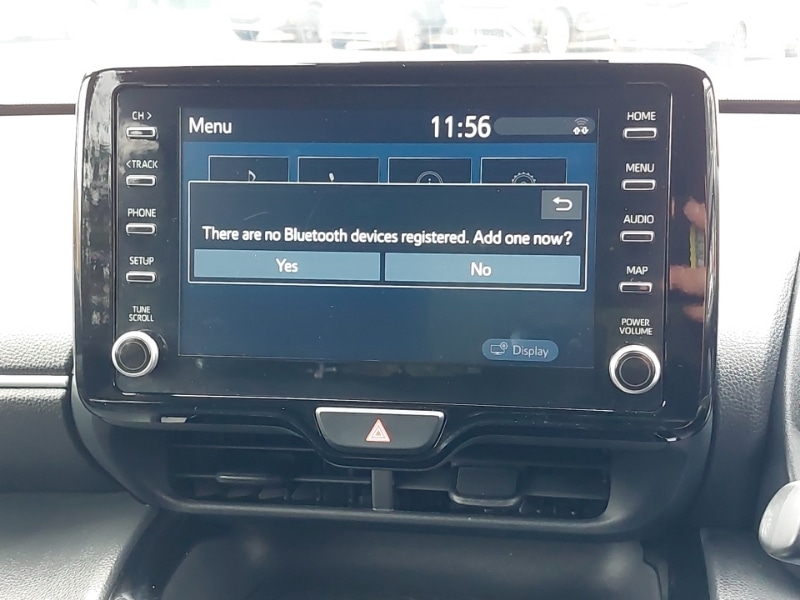 CH >
<TRACK
PHONE
SETUP
TUNE
SCROLL
Menu
11:56
There are no Bluetooth devices registered. Add one now?
Yes
No
Display
HOME
MENU
AUDIO
MAP
POWER
VOLUME